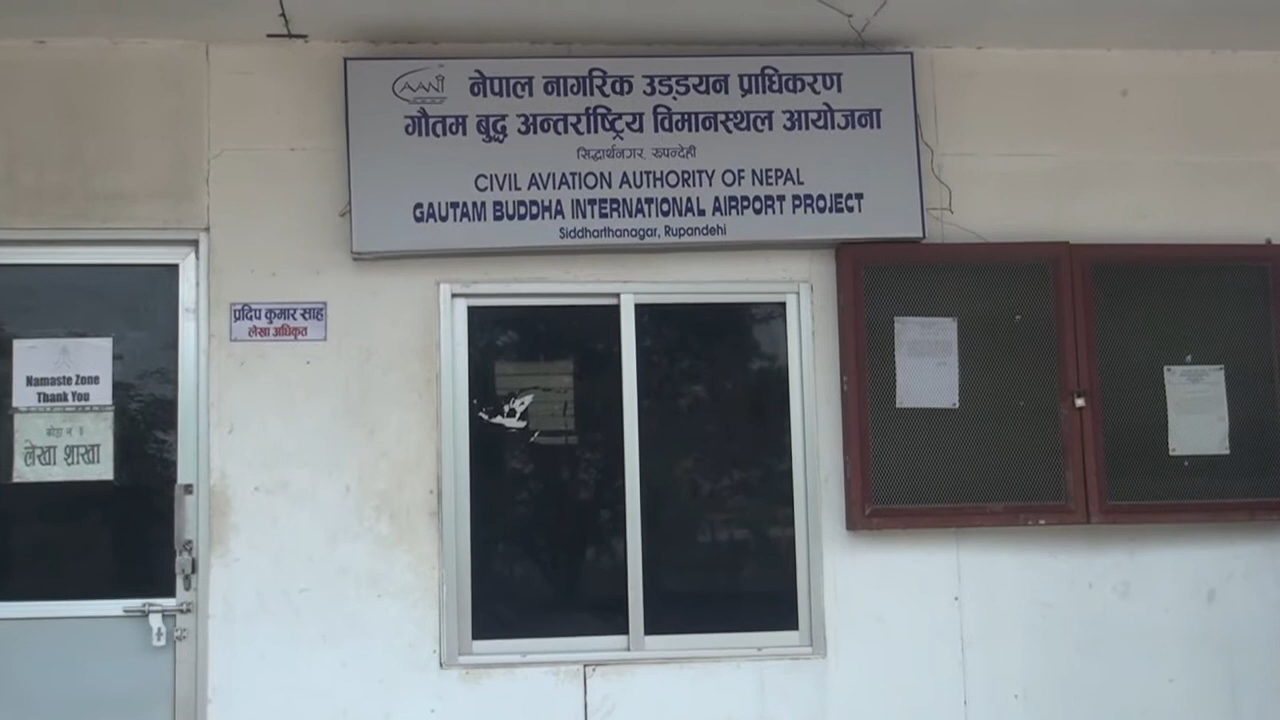 नेपाल नागरिक उड्डयन प्राधिकरण
गौतम बुद्ध अन्तर्राष्ट्रिय विमानस्थल आयोजना
सिद्धार्थनगर, रुपन्देही
CIVIL AVIATION AUTHORITY OF NEPAL
GAUTAM BUDDHA INTERNATIONAL AIRPORT PROJECT
Siddharthanagar, Rupandehi
प्रदिप कुमार साह
लेखा अधिकृत
Namaste Zone
Thank You
लेखा शाखा